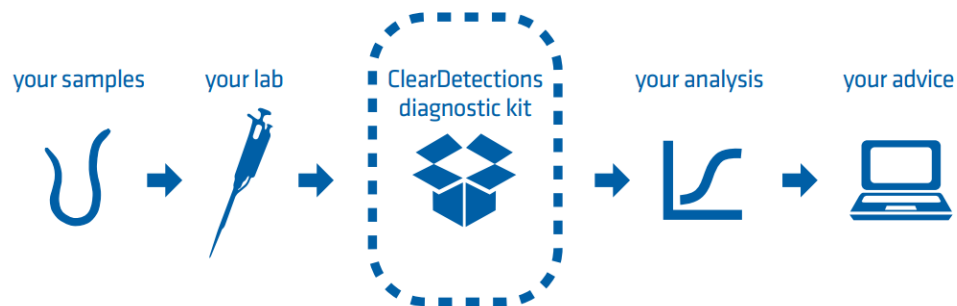 your samples
your lab
ClearDetections
diagnostic kit
your analysis
your advice